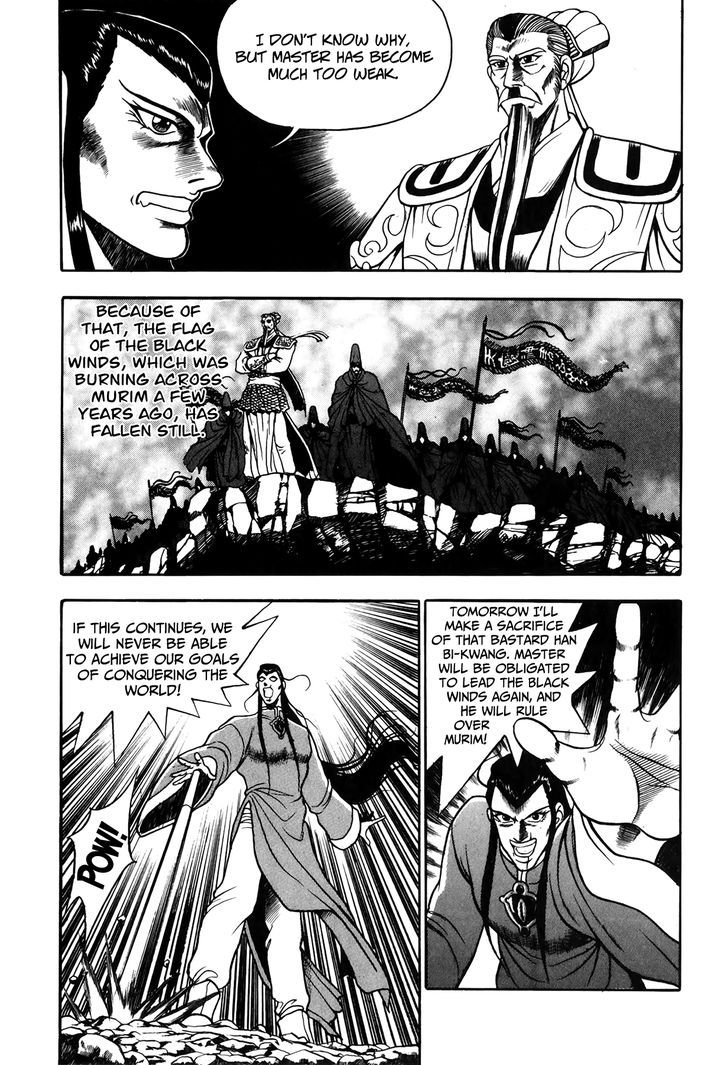 I DON'T KNOW WHY,
BUT MASTER HAS BECOME
MUCH TOO WEAK.
BECAUSE OF
THAT, THE FLAG
OF THE BLACK
WINDS, WHICH WAS
BURNING ACROSS
MURIM A FEW
YEARS AGO, HAS
FALLEN STILL.
IF THIS CONTINUES, WE
WILL NEVER BE ABLE
TO ACHIEVE OUR GOALS
OF CONQUERING THE
WORLD!
POW!
TOMORROW I'LL
MAKE A SACRIFICE
OF THAT BASTARD HAN
BI-KWANG. MASTER
WILL BE OBLIGATED
TO LEAD THE BLACK
WINDS AGAIN, AND
HE WILL RULE
OVER
MURIM!